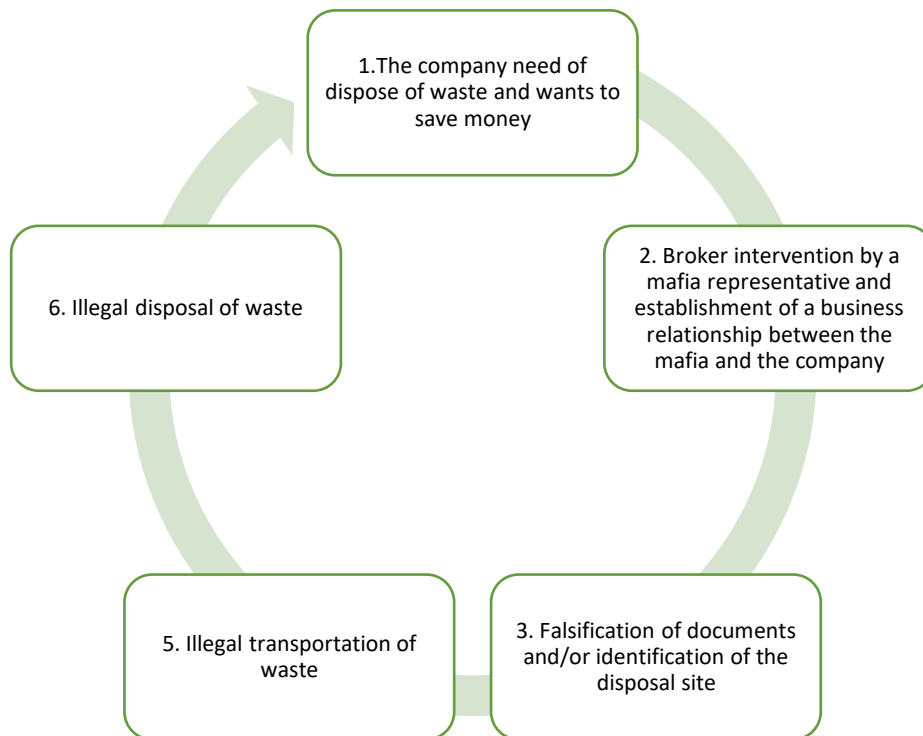 1.The company need of
dispose of waste and wants to
save money
2. Broker intervention by a
mafia representative and
establishment of a business
relationship between the
mafia and the company
3. Falsification of documents
and/or identification of the
disposal site
5. Illegal transportation of
waste
6. Illegal disposal of waste